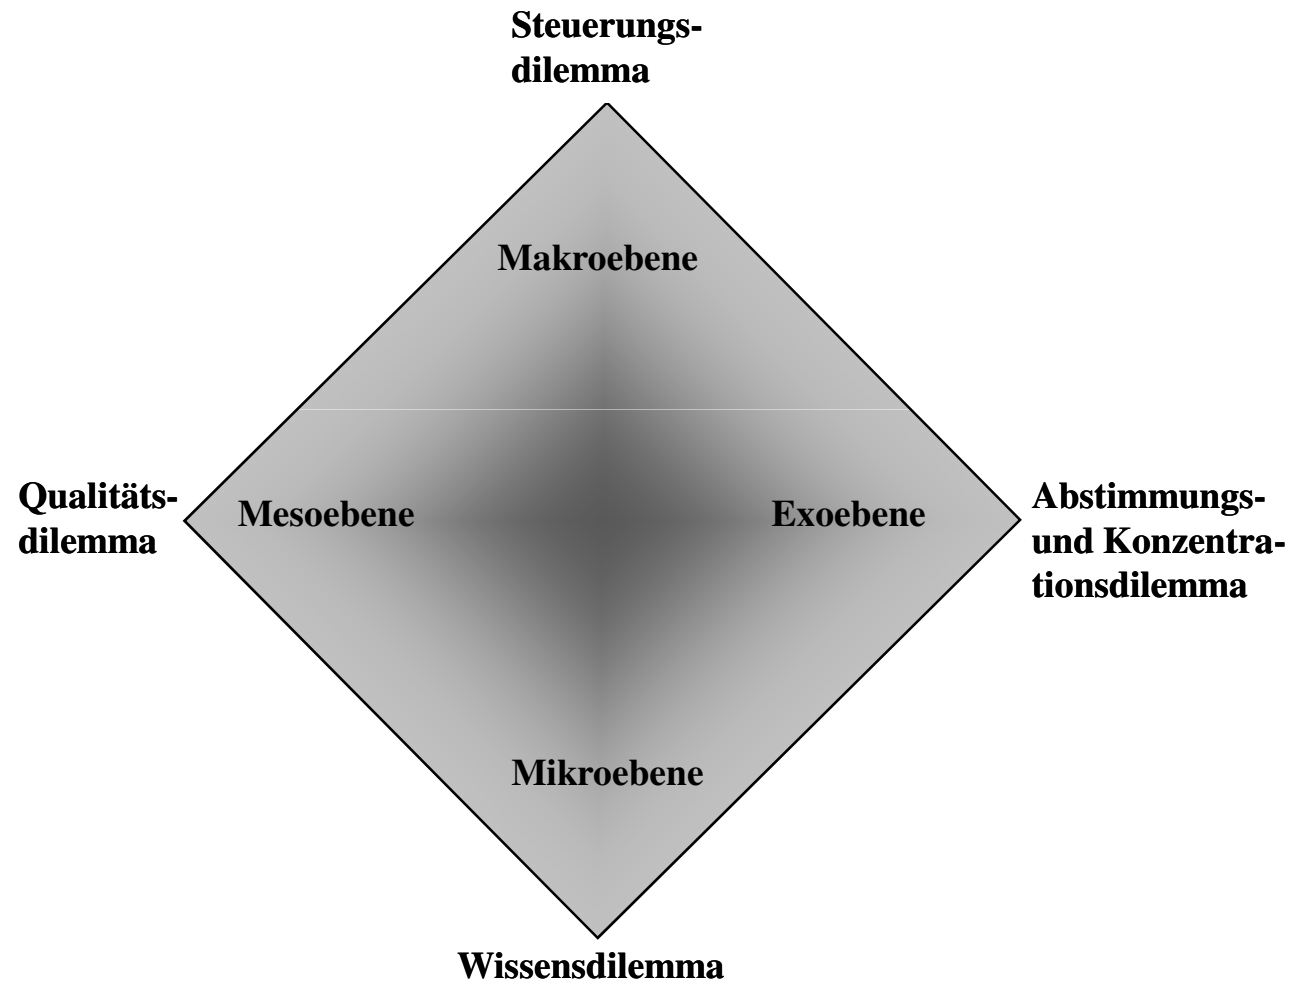 Steuerungs-
dilemma
Makroebene
Qualitäts-
dilemma
Mesoebene
Exoebene
Abstimmungs-
und Konzentra-
tionsdilemma
Mikroebene
Wissensdilemma